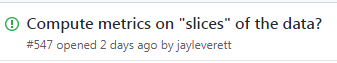 Compute metrics on "slices" of the data?
#547 opened 2 days ago by jayleverett